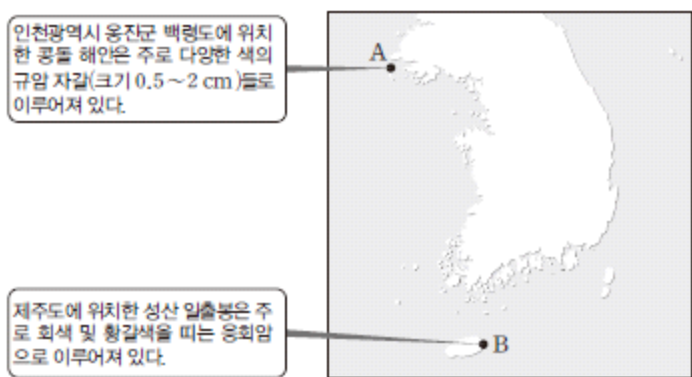 인천광역시 옹진군 백령도에 위치
한 콩돌 해안은 주로 다양한 색의
규암 자갈(크기 0.5～2 cm)들로
이루어져 있다.
A
제주도에 위치한 성산 일출봉은 주
로 회색 및 황갈색을 띠는 응회암
으로 이루어져 있다.
B